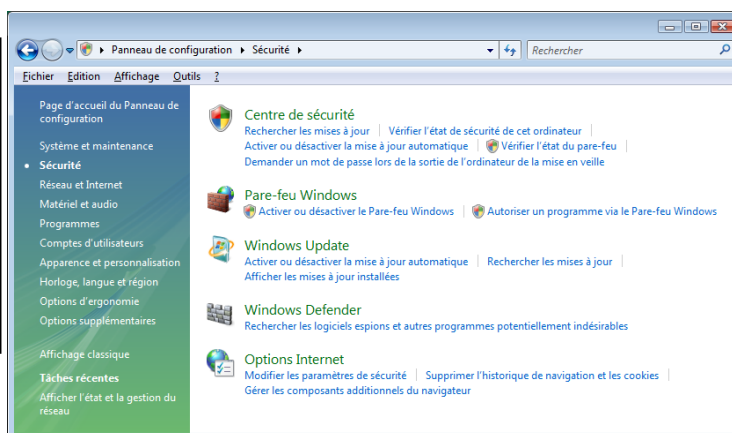 Panneau de configuration ▸ Sécurité ▸ Rechercher
Fichier Edition Affichage Outils ?
Page d'accueil du Panneau de
configuration
Système et maintenance
Sécurité
Réseau et Internet
Matériel et audio
Programmes
Comptes d'utilisateurs
Apparence et personnalisation
Horloge, langue et région
Options d'ergonomie
Options supplémentaires
Affichage classique
Tâches récentes
Afficher l'état et la gestion du
réseau
Centre de sécurité
Rechercher les mises à jour Vérifier l'état de sécurité de cet ordinateur
Activer ou désactiver la mise à jour automatique Vérifier l'état du pare-feu
Demander un mot de passe lors de la sortie de l'ordinateur de la mise en veille
Pare-feu Windows
Activer ou désactiver le Pare-feu Windows Autoriser un programme via le Pare-feu Windows
Windows Update
Activer ou désactiver la mise à jour automatique Rechercher les mises à jour
Afficher les mises à jour installées
Windows Defender
Rechercher les logiciels espions et autres programmes potentiellement indésirables
Options Internet
Modifier les paramètres de sécurité Supprimer l'historique de navigation et les cookies
Gérer les composants additionnels du navigateur